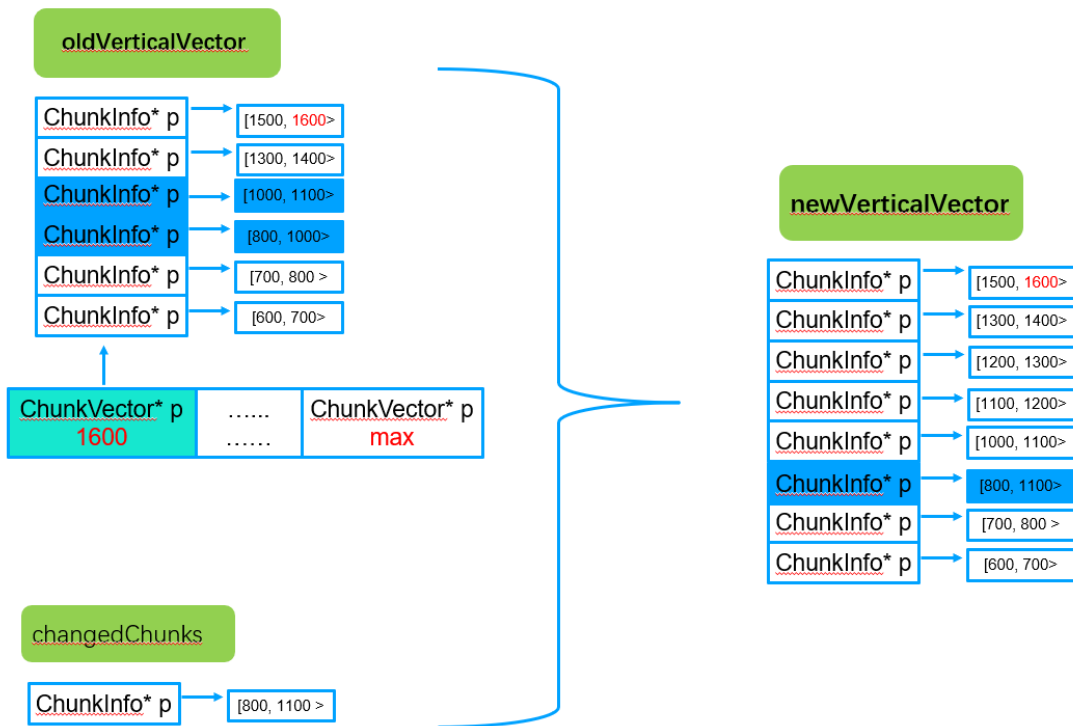 oldVerticalVector
ChunkInfo* p [1500, 1600>
ChunkInfo* p [1300, 1400>
ChunkInfo* p [1000, 1100>
ChunkInfo* p [800, 1000>
ChunkInfo* p [700, 800 >
ChunkInfo* p [600, 700>
ChunkVector* p …... ChunkVector* p
1600 …… max
changedChunks
ChunkInfo* p [800, 1100 >
newVerticalVector
ChunkInfo* p [1500, 1600>
ChunkInfo* p [1300, 1400>
ChunkInfo* p [1200, 1300>
ChunkInfo* p [1100, 1200>
ChunkInfo* p [1000, 1100>
ChunkInfo* p [800, 1100>
ChunkInfo* p [700, 800 >
ChunkInfo* p [600, 700>